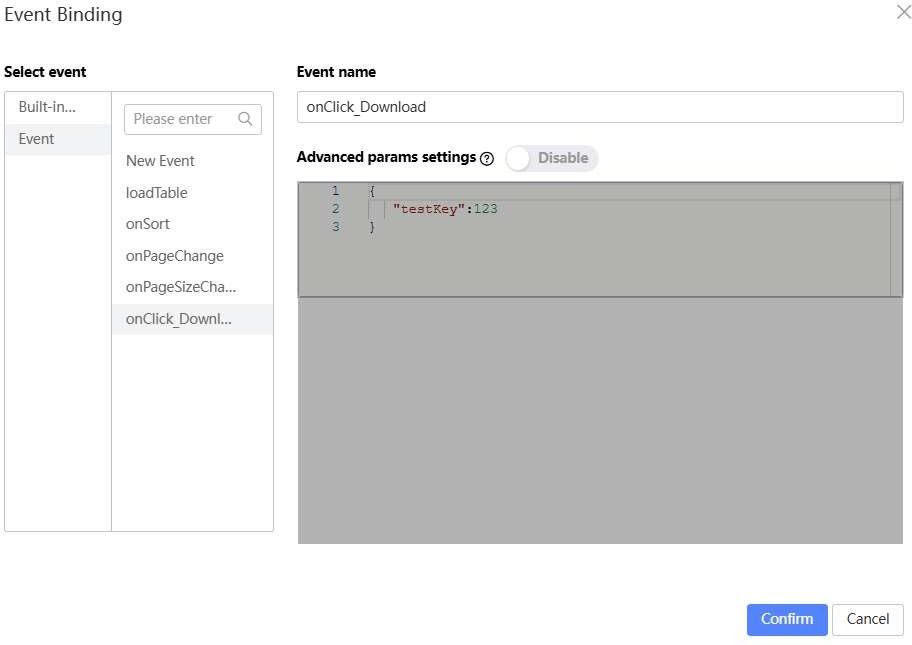 Event Binding
Select event
Built-in...
Event
Please enter
New Event
loadTable
onSort
onPageChange
onPageSizeCha...
onClick_Downl...
Event name
onClick_Download
Advanced params settings ? Disable
1 {
2 "testKey":123
3 }
Confirm Cancel